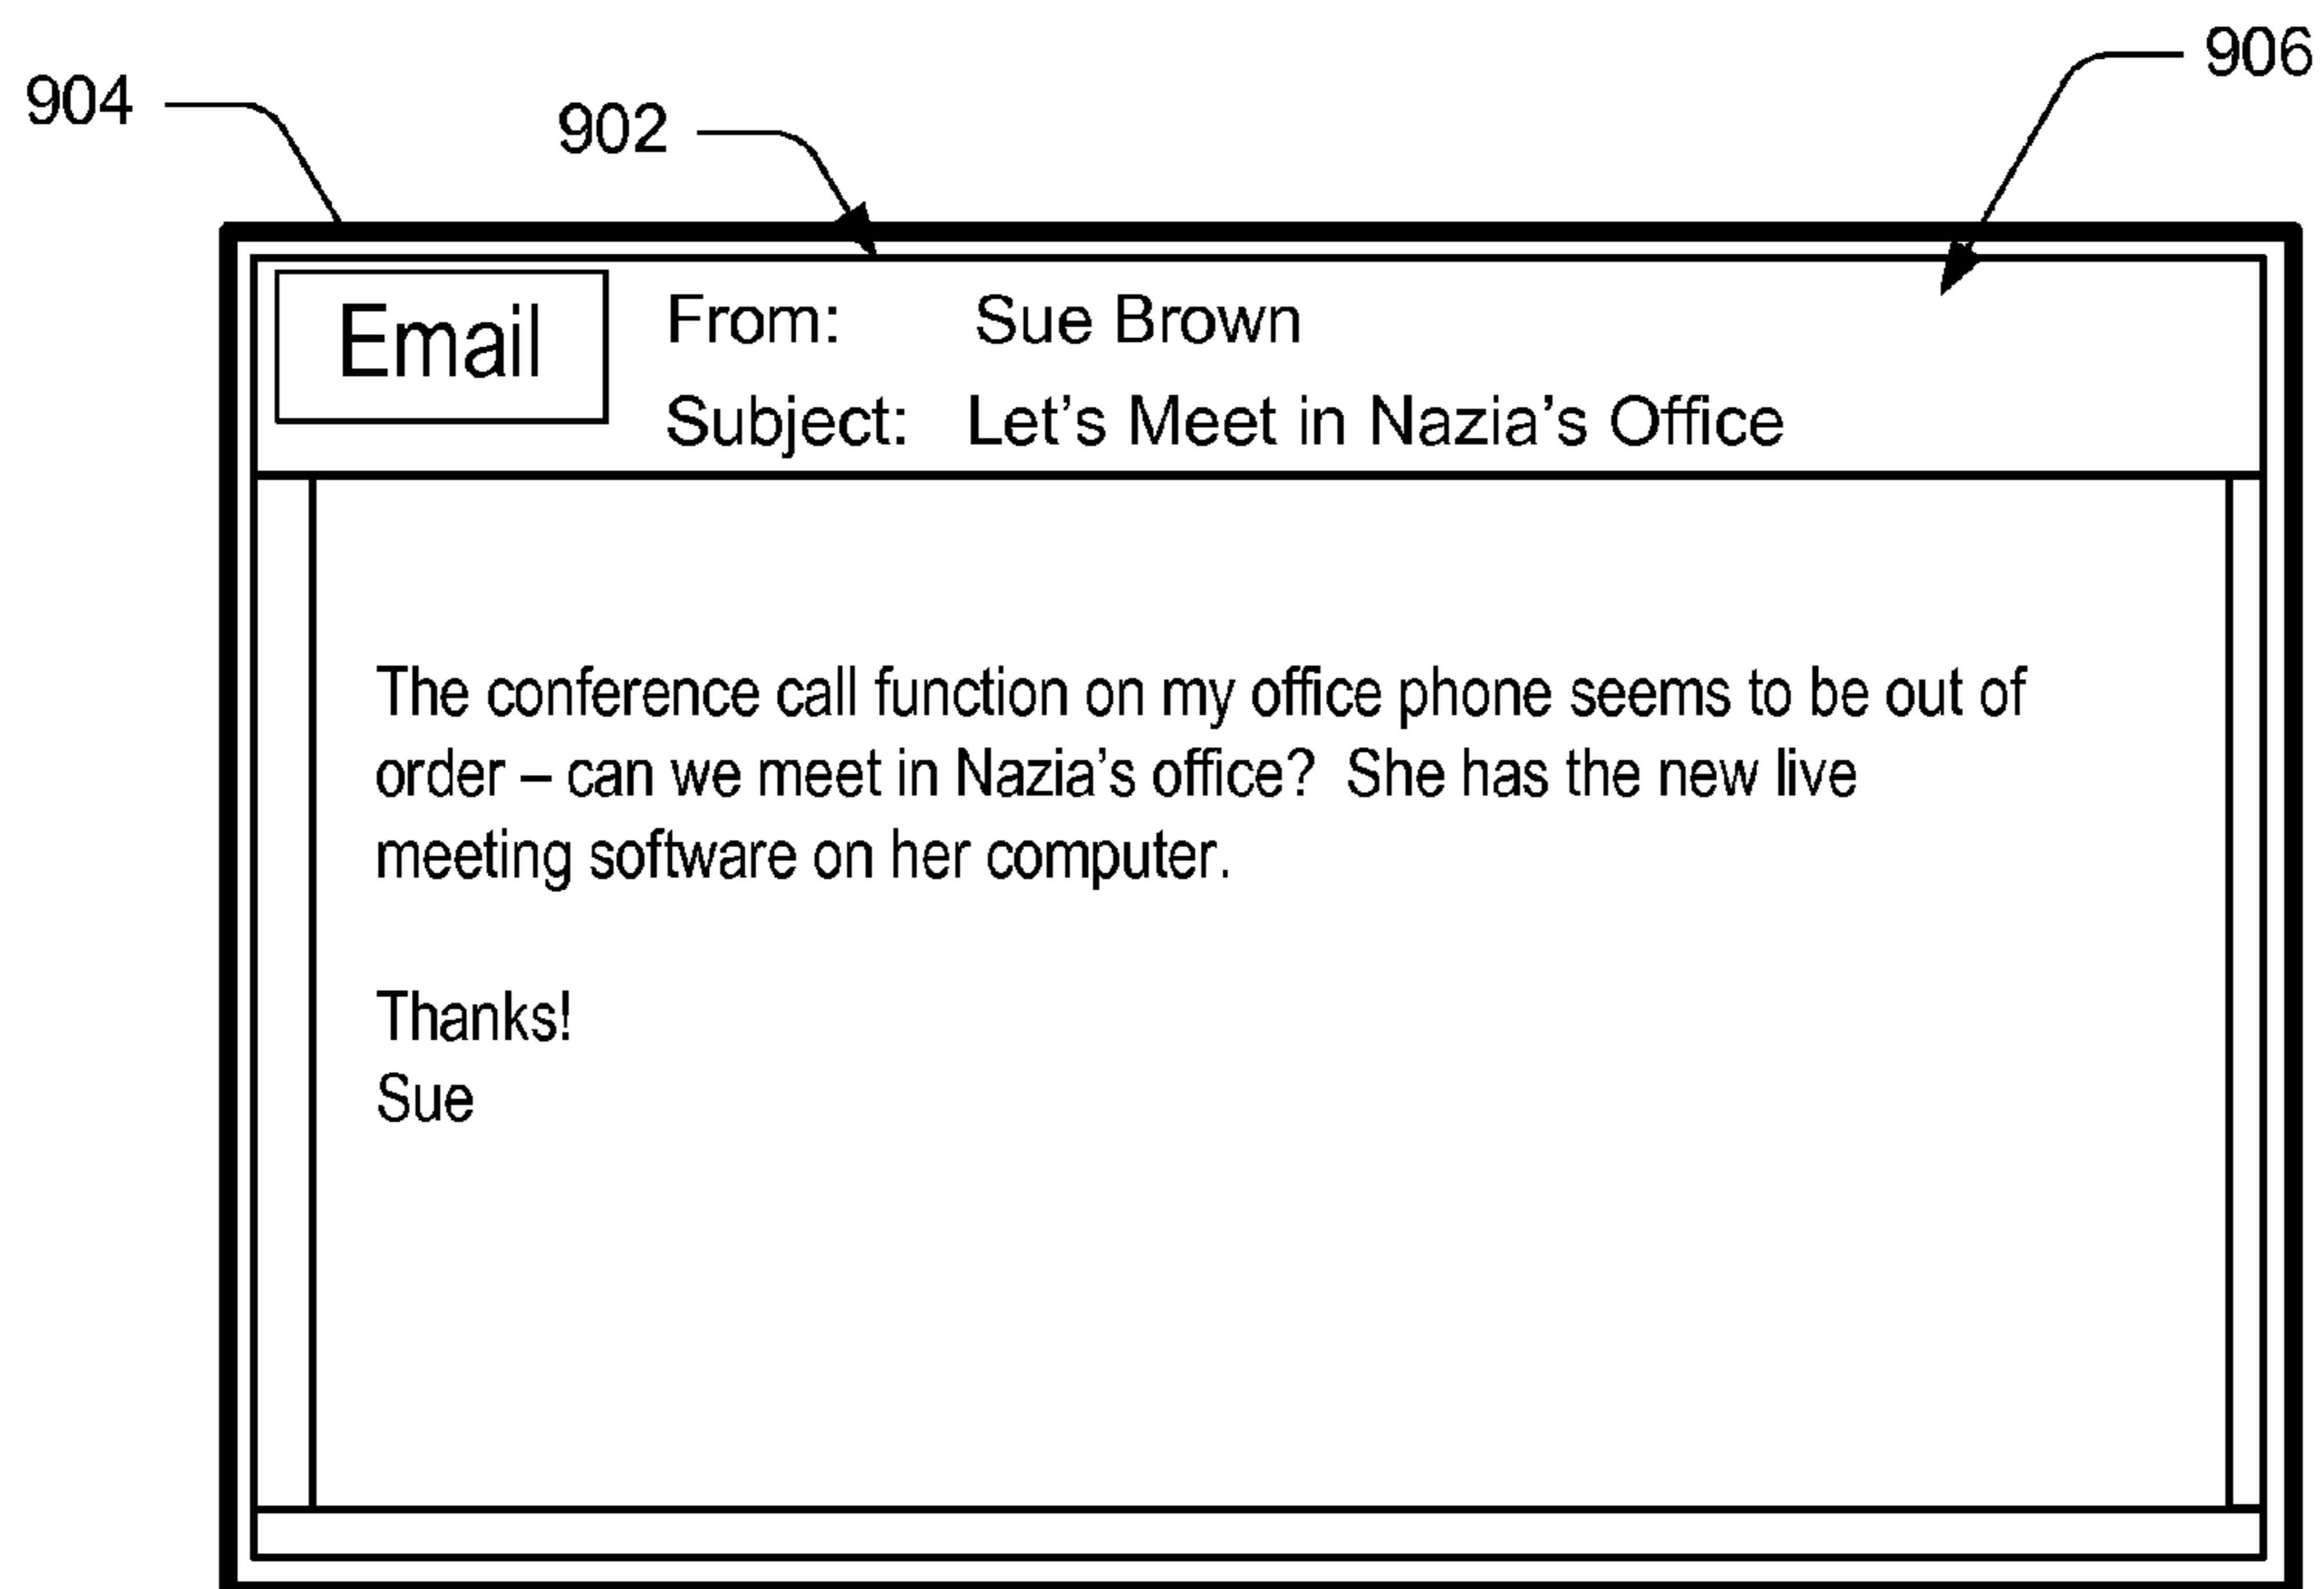 906
904
902
Email
From: Sue Brown
Subject: Let's Meet in Nazia's Office
The conference call function on my office phone seems to be out of
order – can we meet in Nazia's office? She has the new live
meeting software on her computer.
Thanks!
Sue